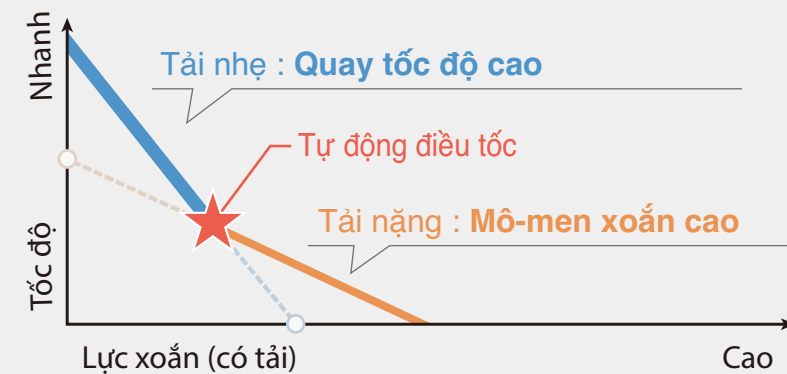 Nhanh
Tải nhẹ : Quay tốc độ cao
Tự động điều tốc
Tải nặng : Mô-men xoắn cao
Tốc độ
Lực xoắn (có tải)
Cao